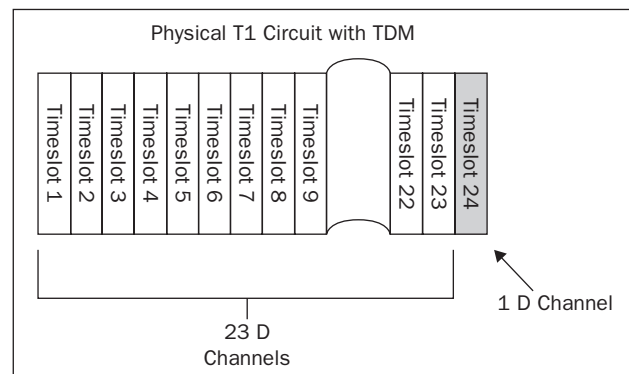 Physical T1 Circuit with TDM
Timeslot 1
Timeslot 2
Timeslot 3
Timeslot 4
Timeslot 5
Timeslot 6
Timeslot 7
Timeslot 8
Timeslot 9
Timeslot 22
Timeslot 23
Timeslot 24
1 D Channel
23 D
Channels